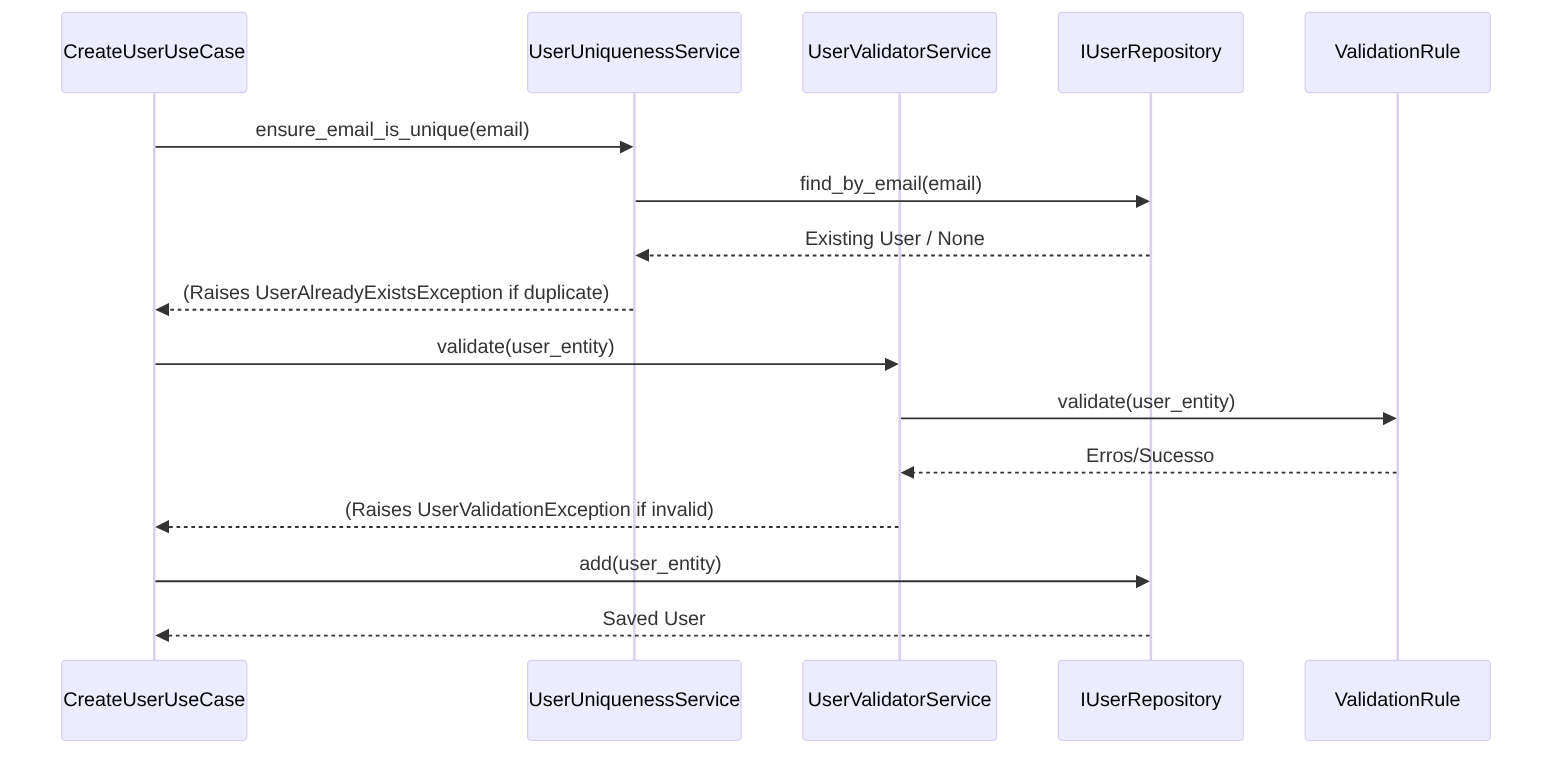 CreateUserUseCase
UserUniquenessService
UserValidatorService
IUserRepository
ValidationRule
ensure_email_is_unique(email)
find_by_email(email)
Existing User / None
(Raises UserAlreadyExistsException if duplicate)
validate(user_entity)
validate(user_entity)
Erros/Sucesso
(Raises UserValidationException if invalid)
add(user_entity)
Saved User
CreateUserUseCase
UserUniquenessService
UserValidatorService
IUserRepository
ValidationRule